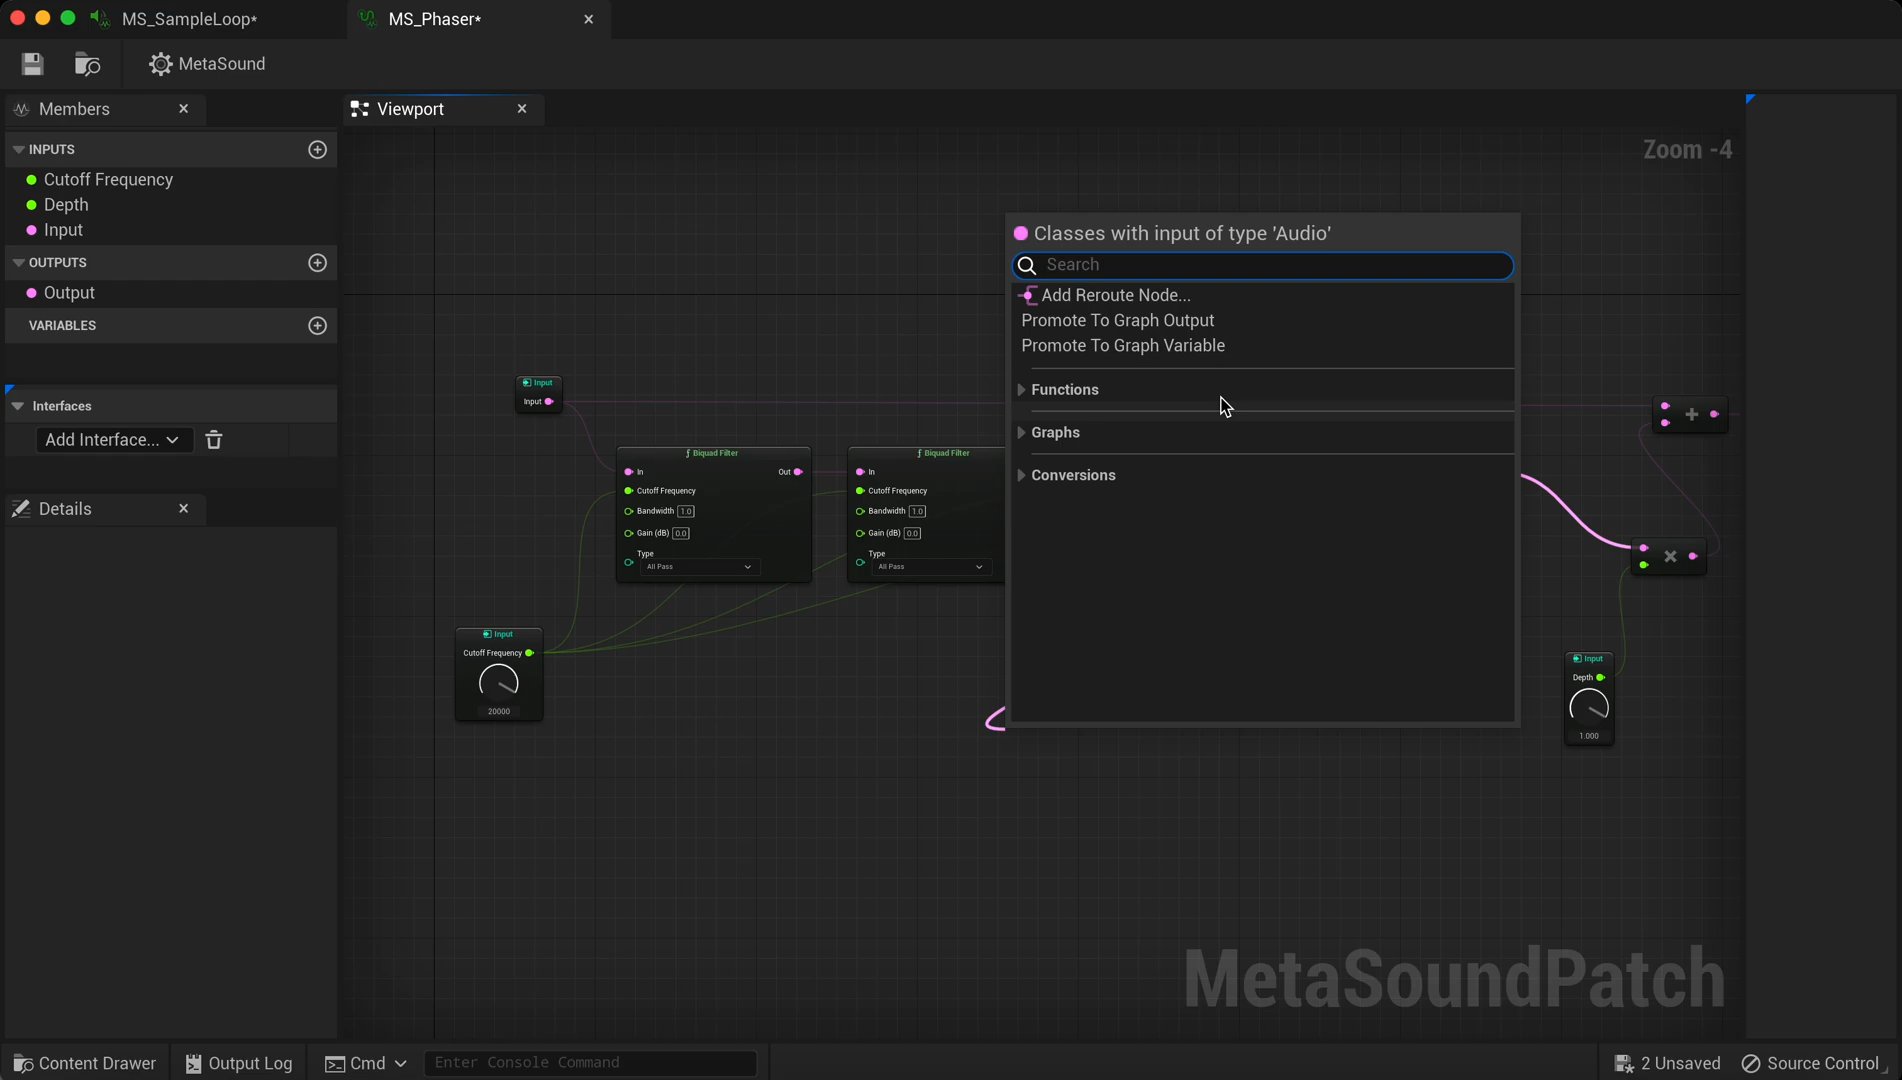 MS_SampleLoop*
MS_Phaser*
MetaSound
Members
Viewport
INPUTS
Cutoff Frequency
Depth
Input
OUTPUTS
Output
VARIABLES
Interfaces
Add Interface...
Details
Zoom -4
Classes with input of type 'Audio'
Search
Add Reroute Node...
Promote To Graph Output
Promote To Graph Variable
Functions
Graphs
Conversions
Input
Input
Biquad Filter
In Out
Cutoff Frequency
Bandwidth 1.0
Gain (dB) 0.0
Type
All Pass
Biquad Filter
In
Cutoff Frequency
Bandwidth 1.0
Gain (dB) 0.0
Type
All Pass
Input
Cutoff Frequency
20000
Input
Depth
1.000
MetaSoundPatch
Content Drawer
Output Log
Cmd
Enter Console Command
2 Unsaved
Source Control